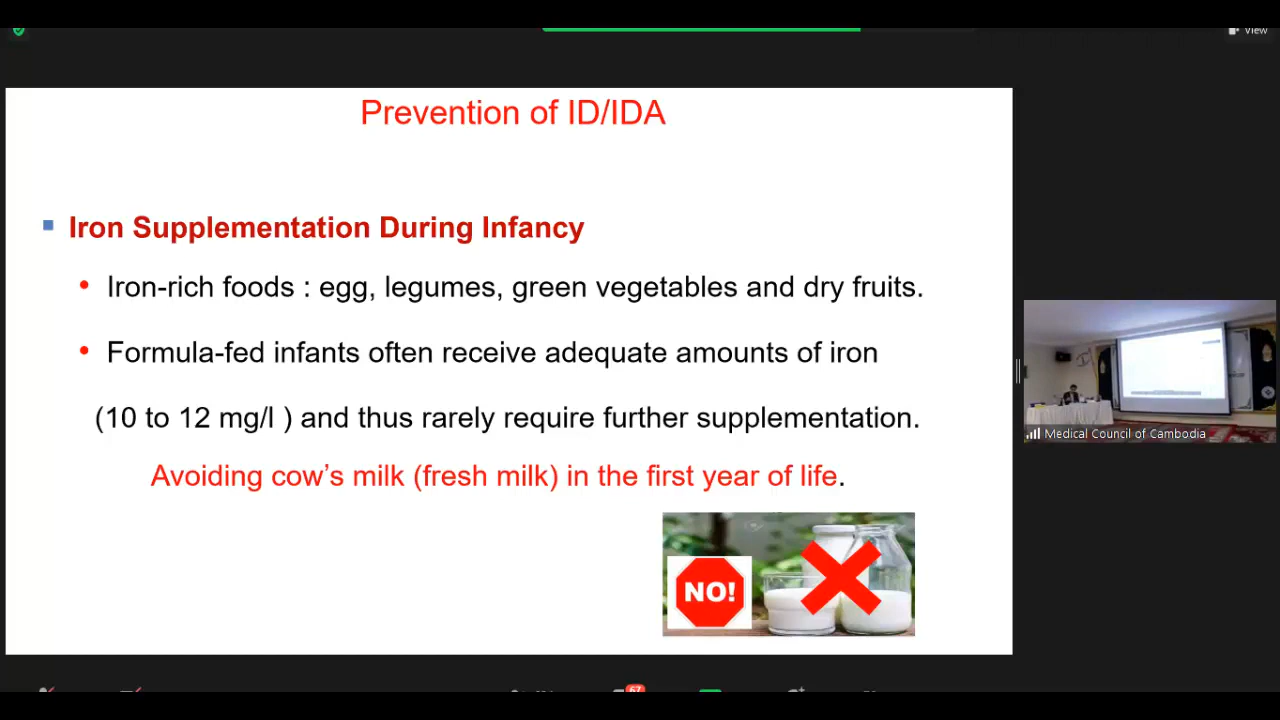 View
Prevention of ID/IDA
Iron Supplementation During Infancy
Iron-rich foods : egg, legumes, green vegetables and dry fruits.
Formula-fed infants often receive adequate amounts of iron
(10 to 12 mg/l ) and thus rarely require further supplementation.
Avoiding cow’s milk (fresh milk) in the first year of life.
NO!
Medical Council of Cambodia
67